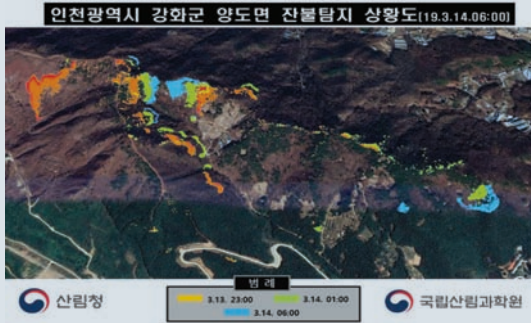 인천광역시 강화군 양도면 잔불탐지 상황도(19.3.14.06:00)
범 례
3.13. 23:00
3.14. 01:00
3.14. 06:00
산림청
국립산림과학원